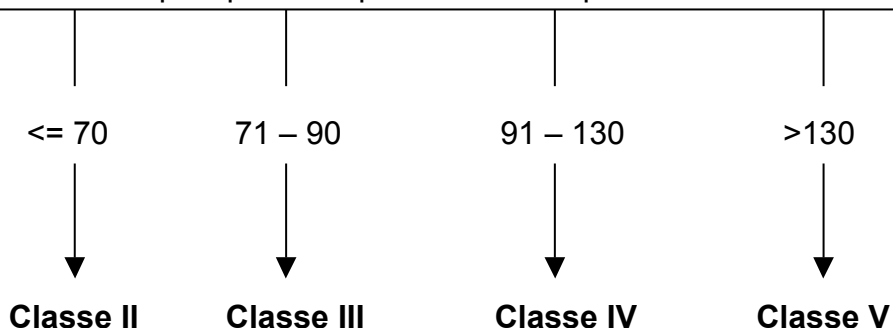 <= 70 71 – 90 91 – 130 >130
Classe II Classe III Classe IV Classe V